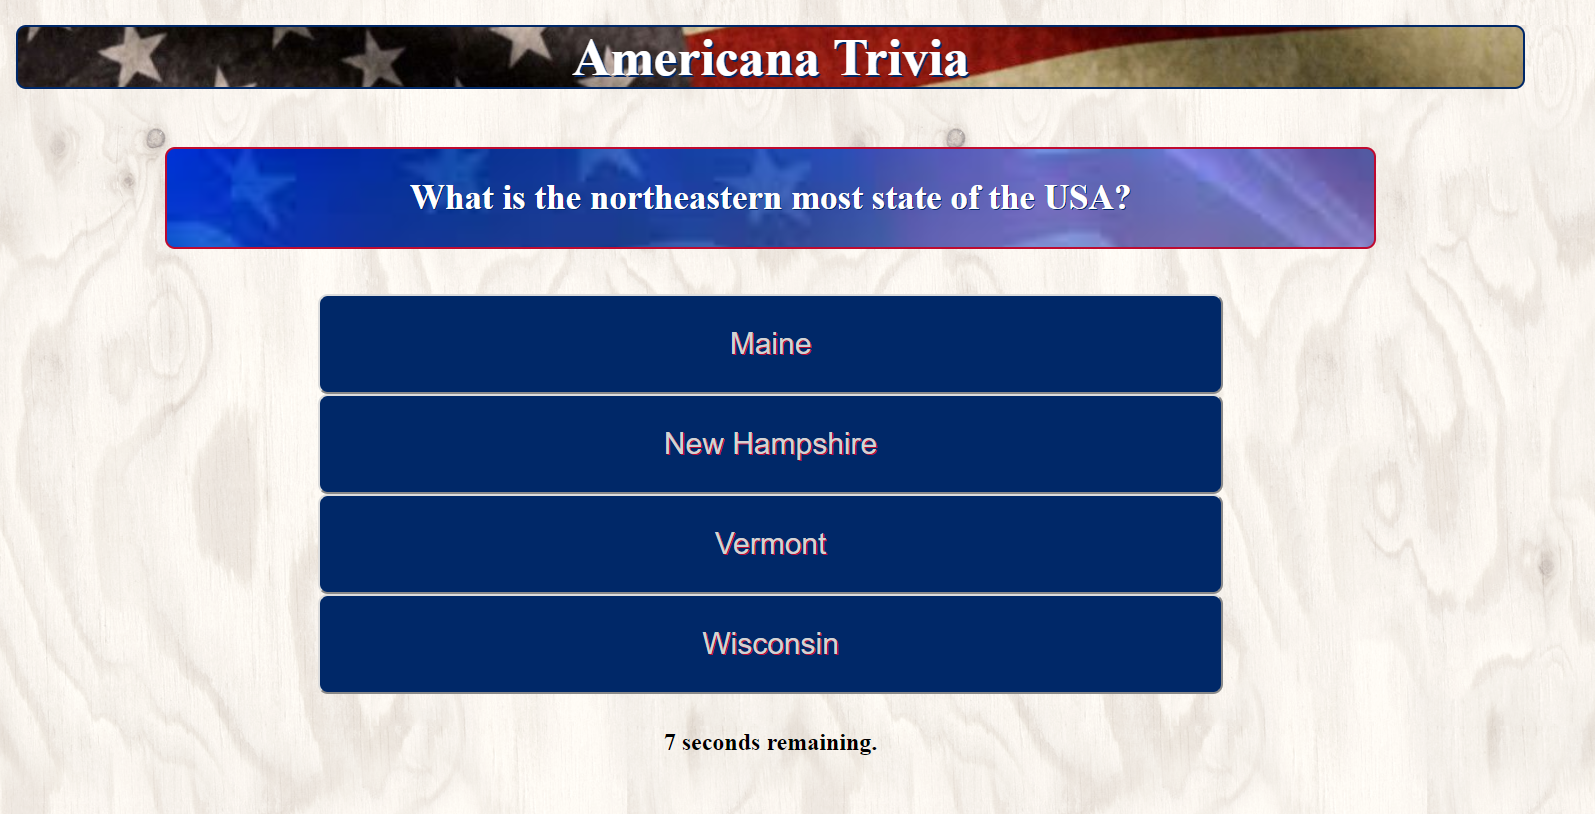 Americana Trivia
What is the northeastern most state of the USA?
Maine
New Hampshire
Vermont
Wisconsin
7 seconds remaining.